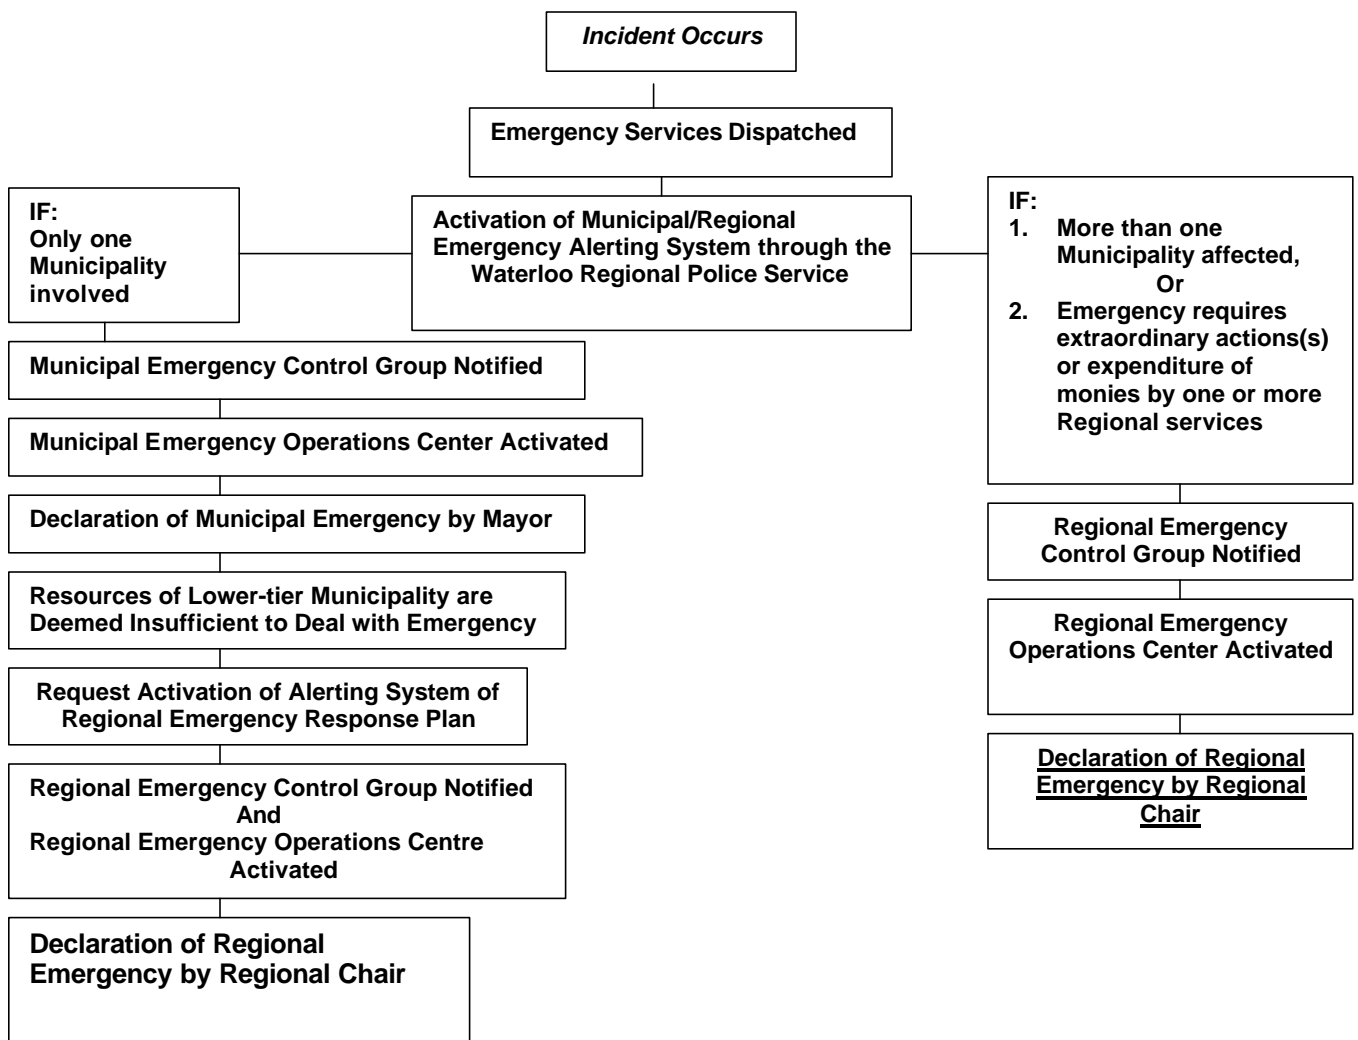 Incident Occurs
Emergency Services Dispatched
Activation of Municipal/Regional
Emergency Alerting System through the
Waterloo Regional Police Service
IF:
Only one
Municipality
involved
Municipal Emergency Control Group Notified
Municipal Emergency Operations Center Activated
Declaration of Municipal Emergency by Mayor
Resources of Lower-tier Municipality are
Deemed Insufficient to Deal with Emergency
Request Activation of Alerting System of
Regional Emergency Response Plan
Regional Emergency Control Group Notified
And
Regional Emergency Operations Centre
Activated
Declaration of Regional
Emergency by Regional Chair
IF:
1. More than one
Municipality affected,
Or
2. Emergency requires
extraordinary actions(s)
or expenditure of
monies by one or more
Regional services
Regional Emergency
Control Group Notified
Regional Emergency
Operations Center Activated
Declaration of Regional
Emergency by Regional
Chair